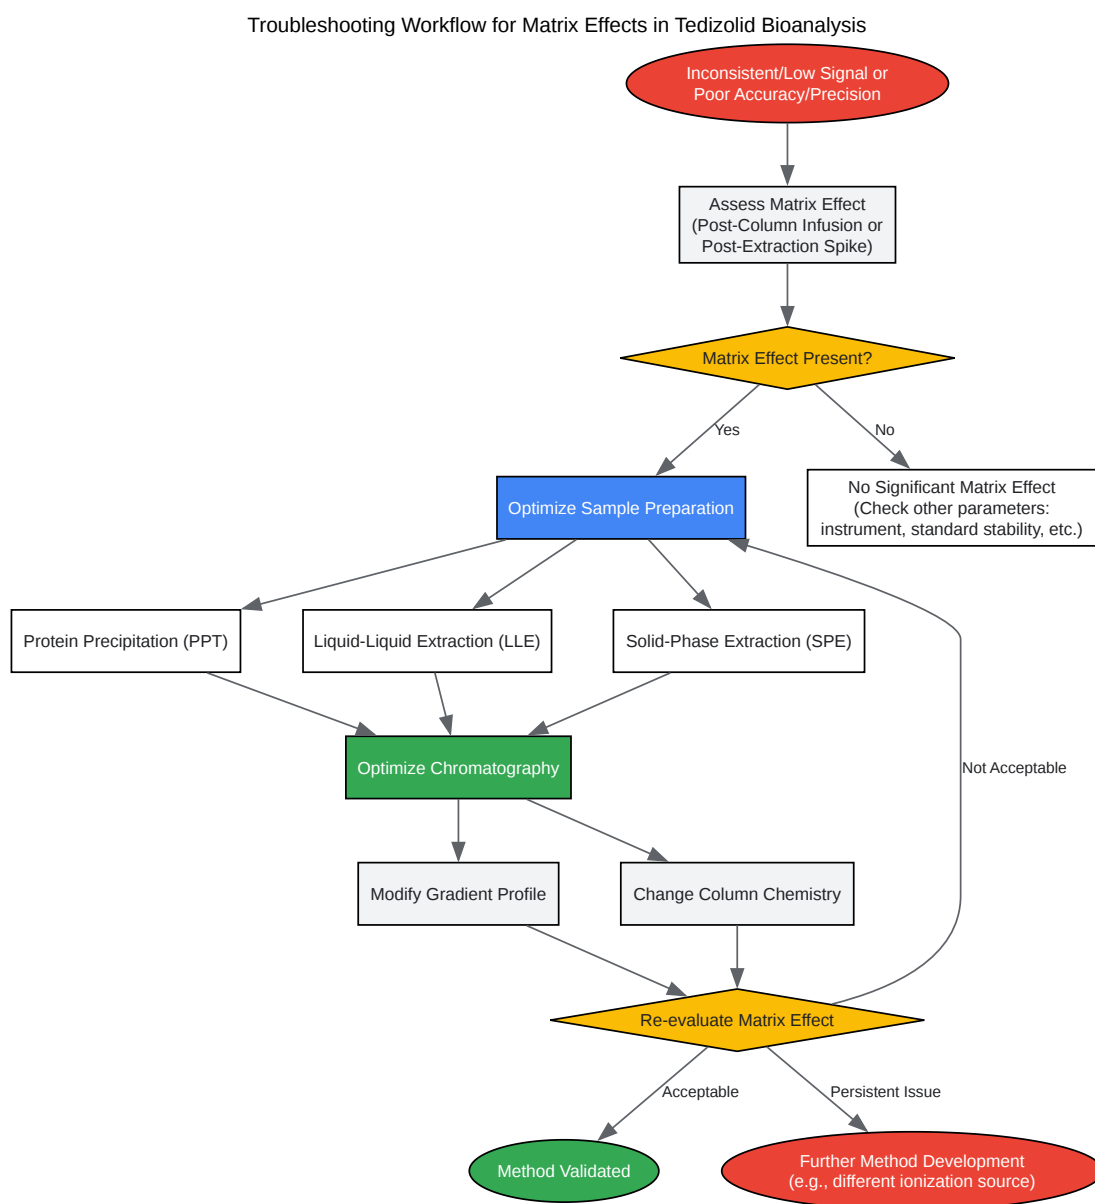 Troubleshooting Workflow for Matrix Effects in Tedizolid Bioanalysis
Inconsistent/Low Signal or
Poor Accuracy/Precision
Assess Matrix Effect
(Post-Column Infusion or
Post-Extraction Spike)
Matrix Effect Present?
Yes
No
Optimize Sample Preparation
No Significant Matrix Effect
(Check other parameters:
instrument, standard stability, etc.)
Protein Precipitation (PPT)
Liquid-Liquid Extraction (LLE)
Solid-Phase Extraction (SPE)
Optimize Chromatography
Not Acceptable
Modify Gradient Profile
Change Column Chemistry
Re-evaluate Matrix Effect
Acceptable
Persistent Issue
Method Validated
Further Method Development
(e.g., different ionization source)